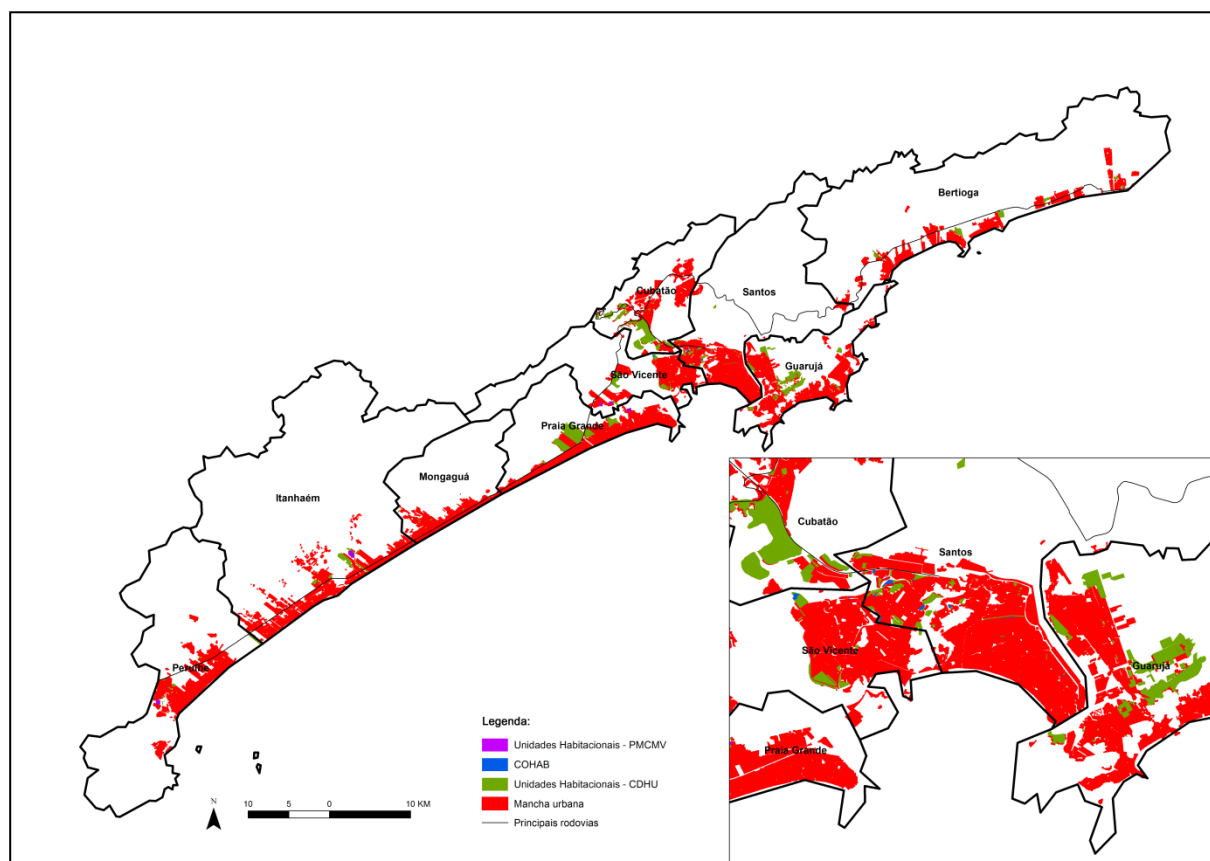 Bertioga
Cubatão
Santos
Guarujá
São Vicente
Praia Grande
Mongaguá
Itanhaém
Peruíbe
Cubatão
Santos
São Vicente
Guarujá
Praia Grande
Legenda:
Unidades Habitacionais - PMCMV
COHAB
Unidades Habitacionais - CDHU
Mancha urbana
Principais rodovias
N
10 5 0 10 KM